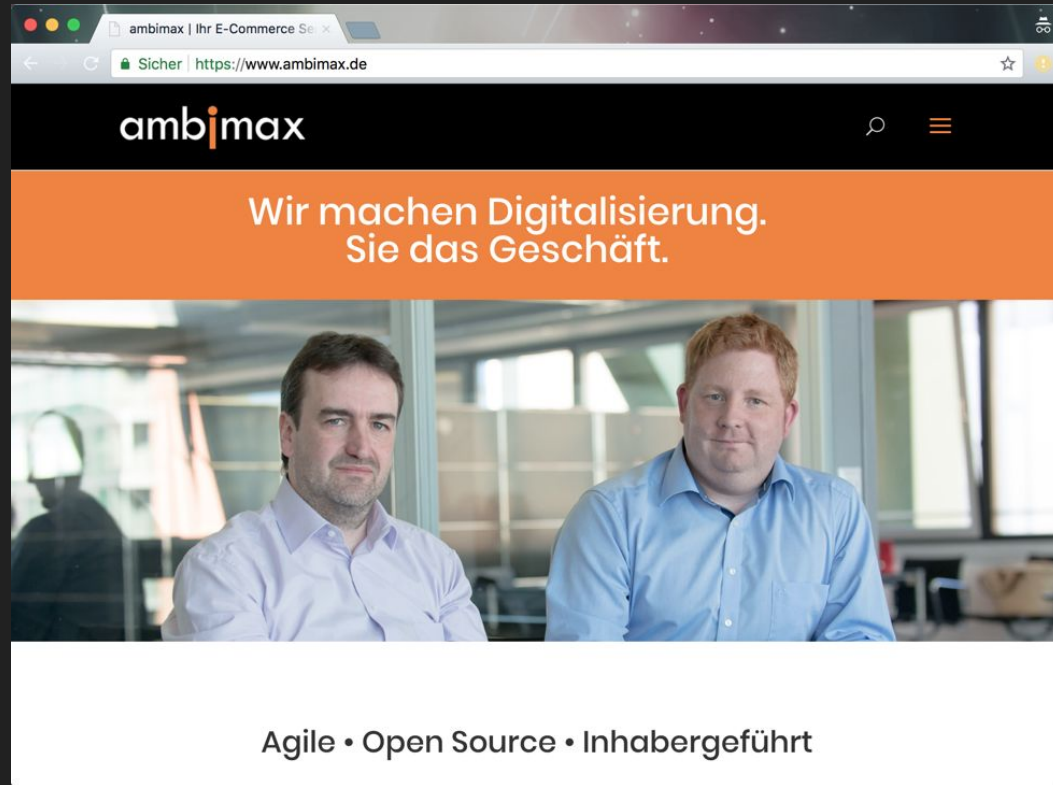 ambimax | Ihr E-Commerce Se
Sicher https://www.ambimax.de
ambimax
Wir machen Digitalisierung.
Sie das Geschäft.
Agile • Open Source • Inhabergeführt